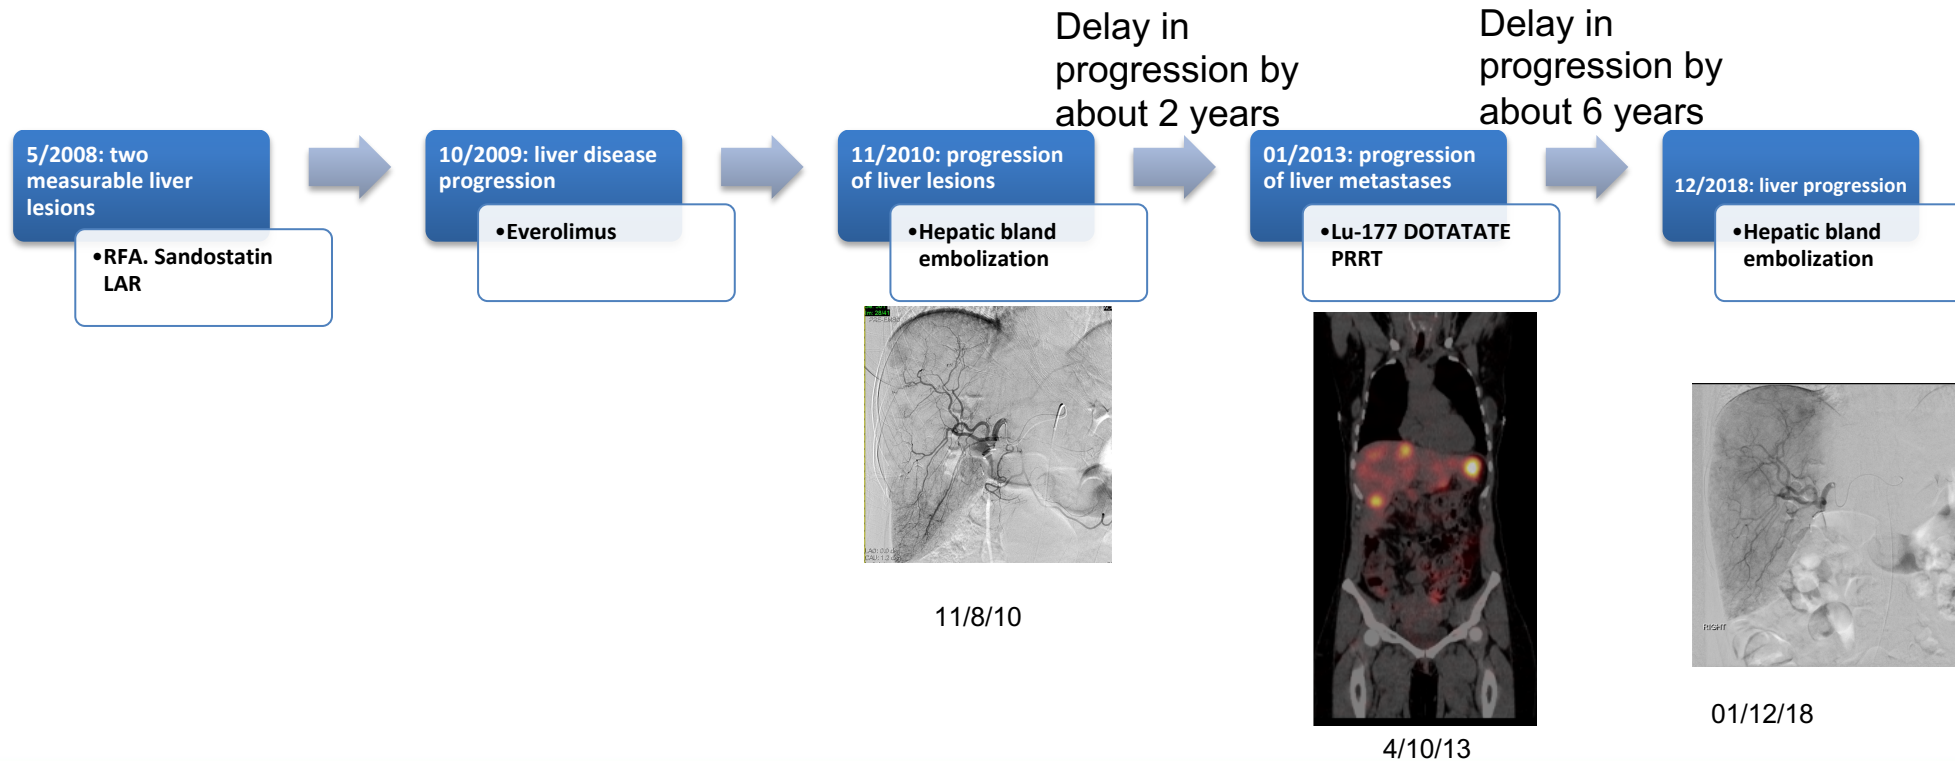 Delay in
progression by
about 2 years
Delay in
progression by
about 6 years
5/2008: two
measurable liver
lesions
•RFA. Sandostatin
LAR
10/2009: liver disease
progression
•Everolimus
11/2010: progression
of liver lesions
•Hepatic bland
embolization
01/2013: progression
of liver metastases
•Lu-177 DOTATATE
PRRT
12/2018: liver progression
•Hepatic bland
embolization
11/8/10
4/10/13
RIGHT
01/12/18